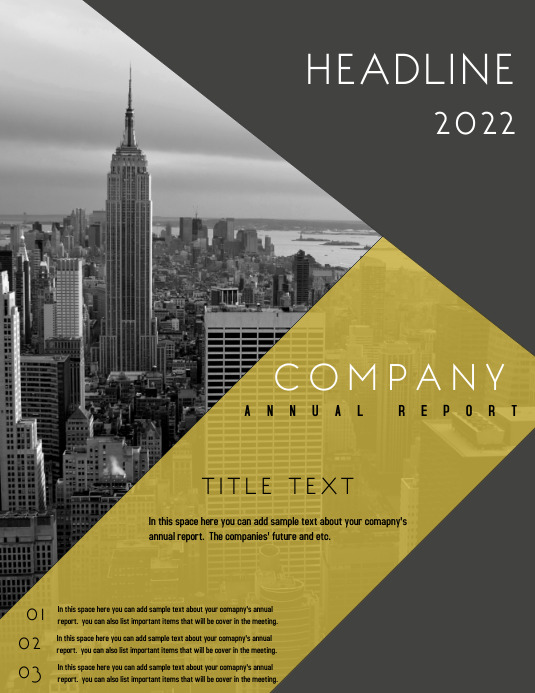 HEADLINE
2022
COMPANY
ANNUAL REPORT
TITLE TEXT
In this space here you can add sample text about your comapny's
annual report. The companies' future and etc.
01 In this space here you can add sample text about your comapny's annual
report. you can also list important items that will be cover in the meeting.
02 In this space here you can add sample text about your comapny's annual
report. you can also list important items that will be cover in the meeting.
03 In this space here you can add sample text about your comapny's annual
report. you can also list important items that will be cover in the meeting.